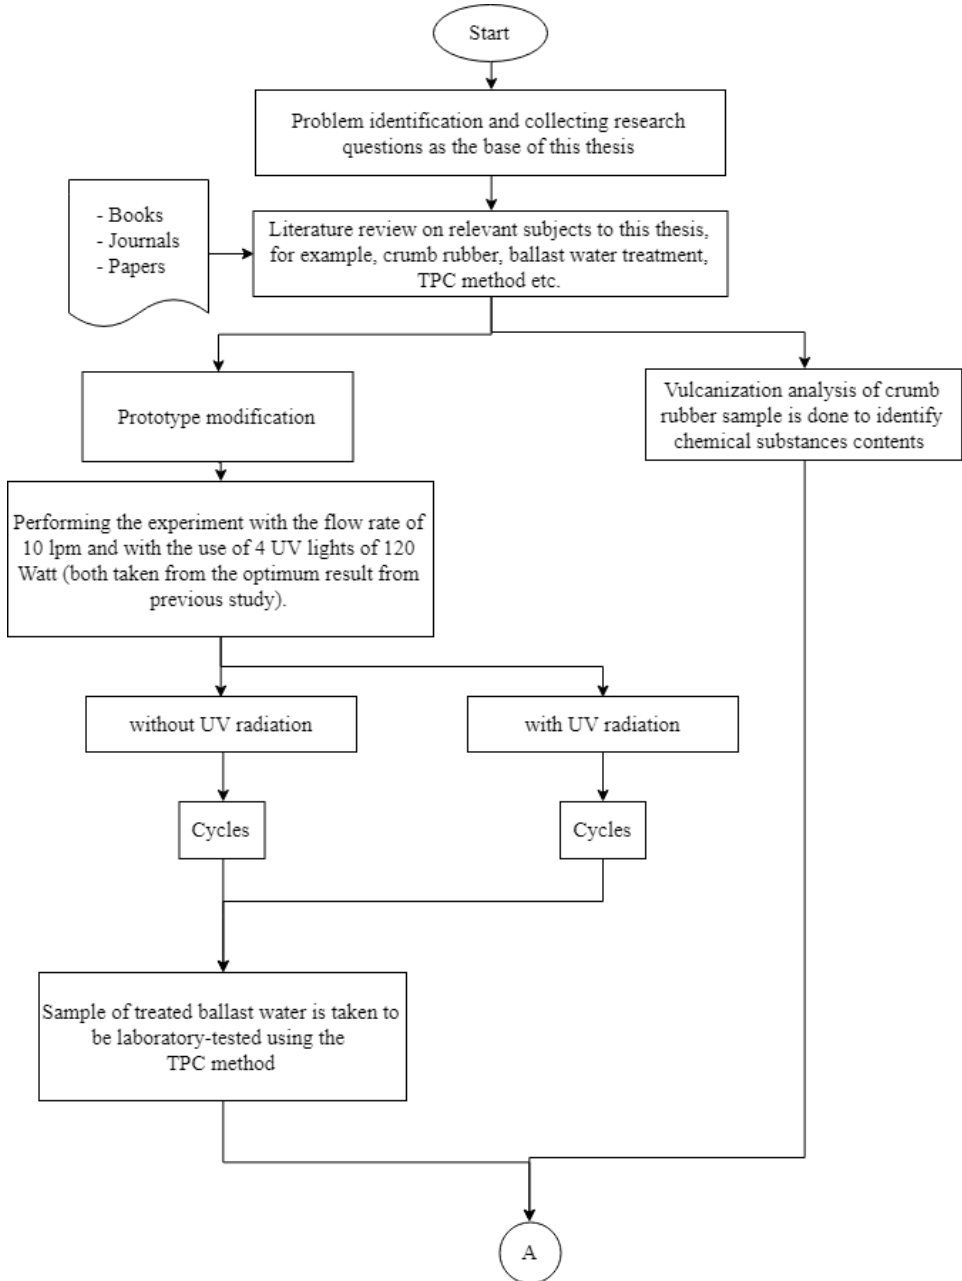 Start
Problem identification and collecting research
questions as the base of this thesis
- Books
- Journals
- Papers
Literature review on relevant subjects to this thesis,
for example, crumb rubber, ballast water treatment,
TPC method etc.
Prototype modification
Vulcanization analysis of crumb
rubber sample is done to identify
chemical substances contents
Performing the experiment with the flow rate of
10 lpm and with the use of 4 UV lights of 120
Watt (both taken from the optimum result from
previous study).
without UV radiation
with UV radiation
Cycles
Cycles
Sample of treated ballast water is taken to
be laboratory-tested using the
TPC method
A